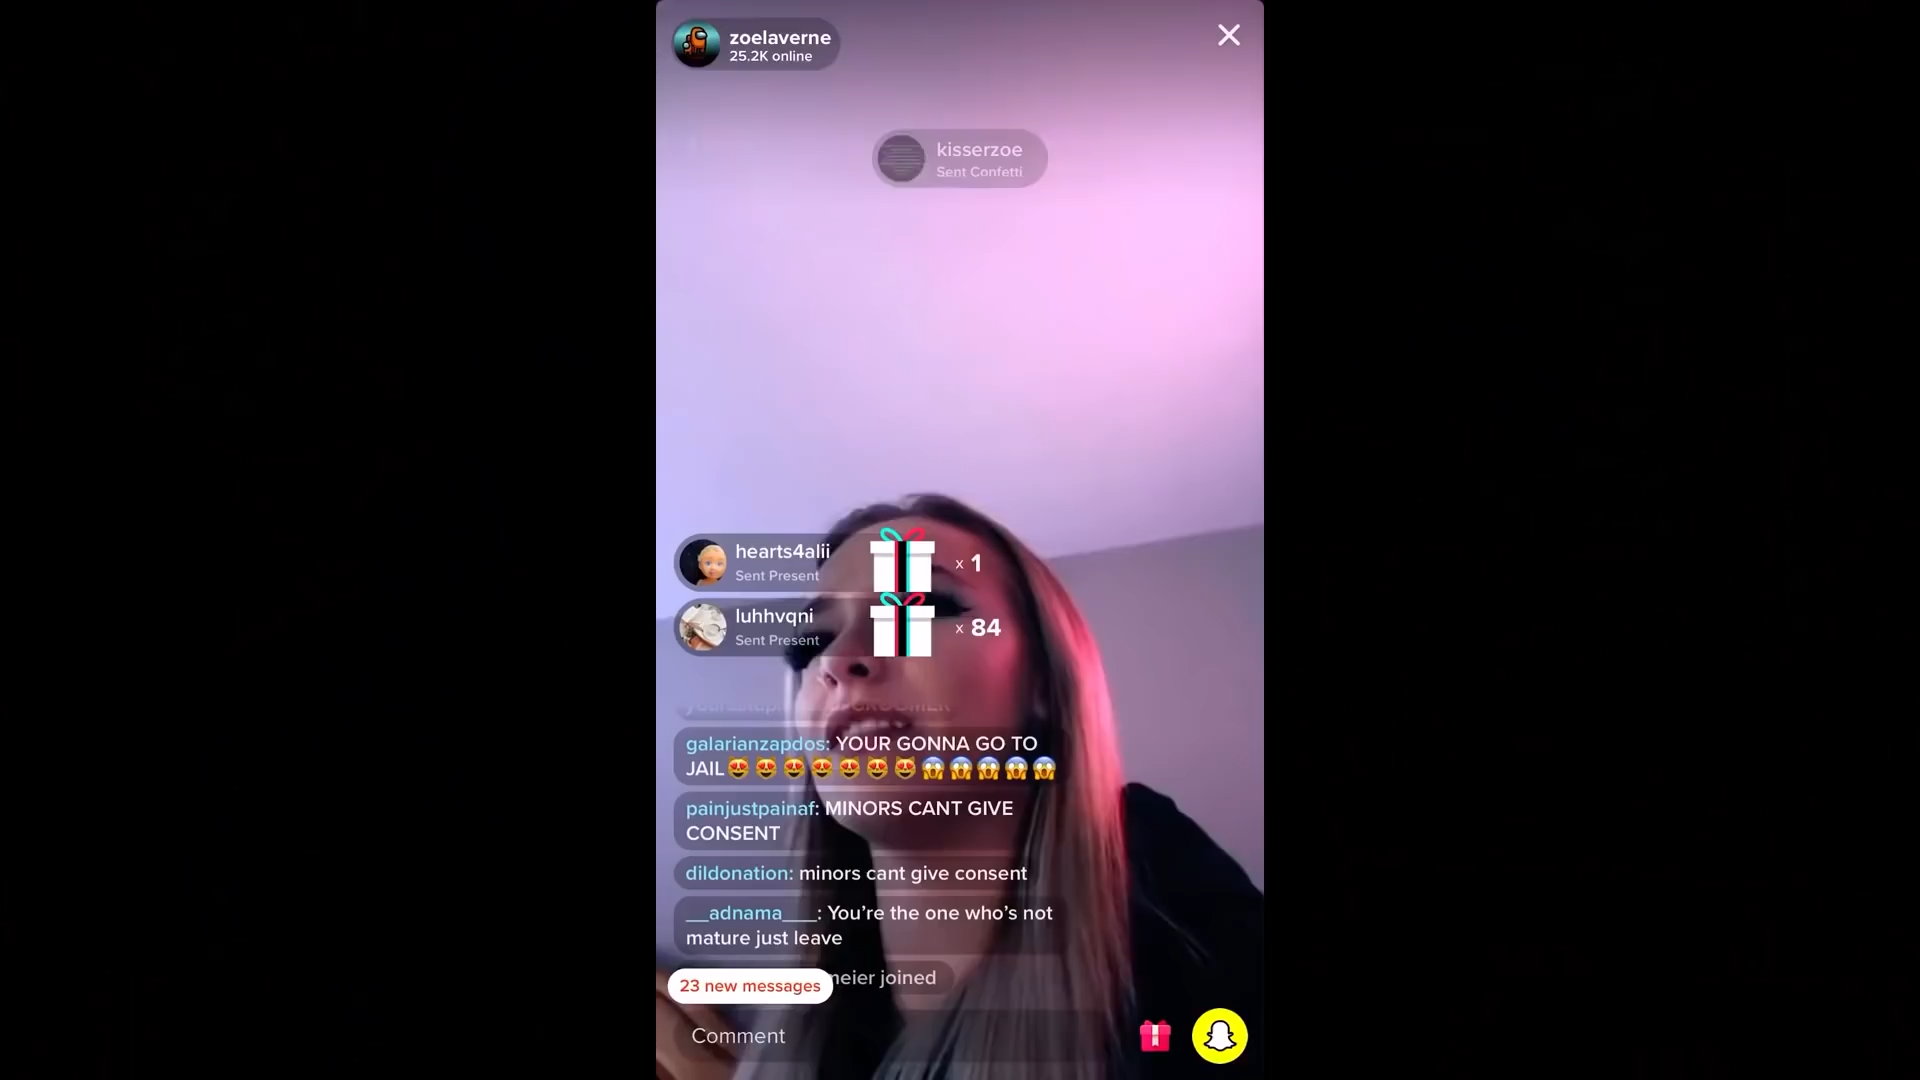 zoelaverne
25.2K online
kisserzoe
Sent Confetti
hearts4alii
Sent Present
x 1
luhhvqni
Sent Present
x 84
GROOMER
galarianzapdos: YOUR GONNA GO TO
JAIL😻😻😻😻😻😻😻😱😱😱😱😱
painjustpainaf: MINORS CANT GIVE
CONSENT
dildonation: minors cant give consent
__adnama___: You're the one who's not
mature just leave
meier joined
23 new messages
Comment